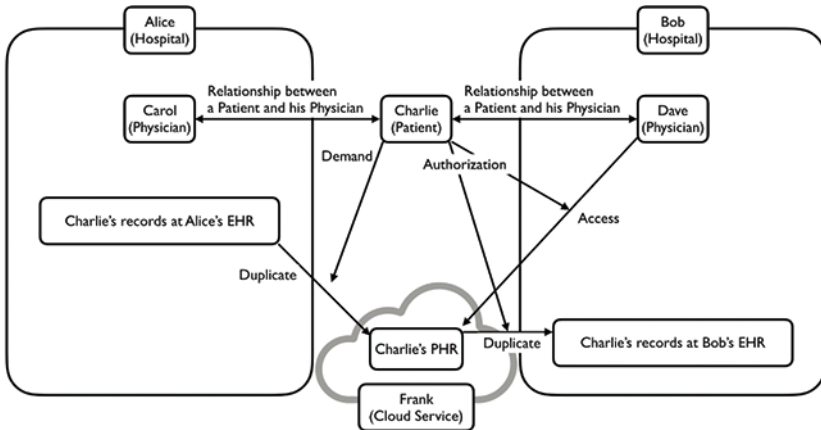 Alice
(Hospital)
Bob
(Hospital)
Relationship between
a Patient and his Physician
Relationship between
a Patient and his Physician
Carol
(Physician)
Charlie
(Patient)
Dave
(Physician)
Demand
Authorization
Charlie's records at Alice's EHR
Access
Duplicate
Charlie's PHR
Duplicate
Charlie's records at Bob's EHR
Frank
(Cloud Service)